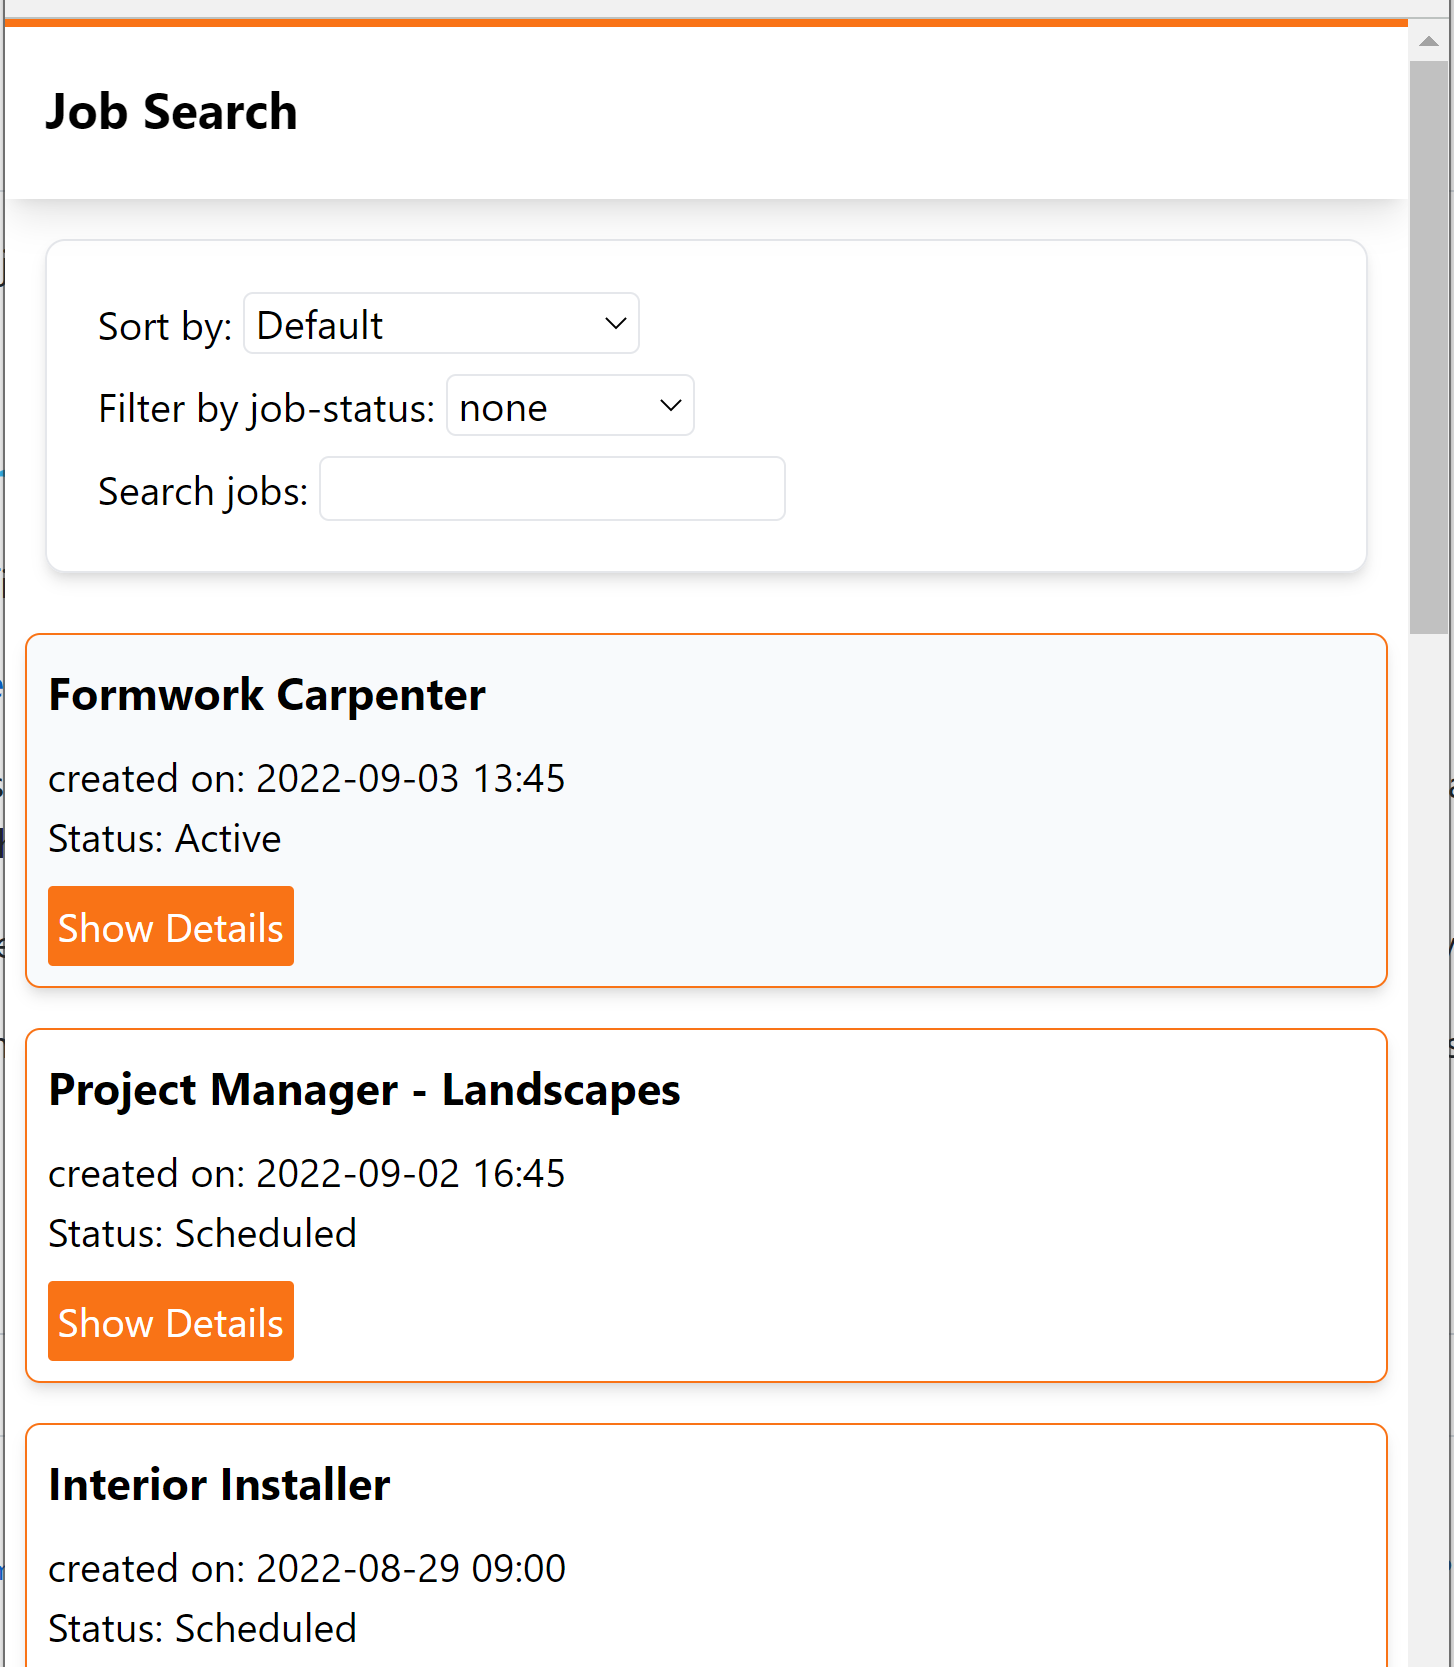 Job Search
Sort by: Default
Filter by job-status: none
Search jobs:
Formwork Carpenter
created on: 2022-09-03 13:45
Status: Active
Show Details
Project Manager - Landscapes
created on: 2022-09-02 16:45
Status: Scheduled
Show Details
Interior Installer
created on: 2022-08-29 09:00
Status: Scheduled